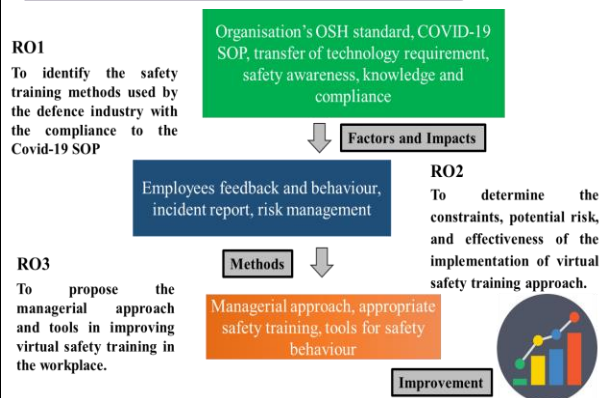 Organisation's OSH standard, COVID-19
SOP, transfer of technology requirement,
safety awareness, knowledge and
compliance
RO1
To identify the safety
training methods used by
the defence industry with
the compliance to the
Covid-19 SOP
Factors and Impacts
Employees feedback and behaviour,
incident report, risk management
RO2
To determine the
constraints, potential risk,
and effectiveness of the
implementation of virtual
safety training approach.
Methods
RO3
To propose the
managerial approach
and tools in improving
virtual safety training in
the workplace.
Managerial approach, appropriate
safety training, tools for safety
behaviour
Improvement